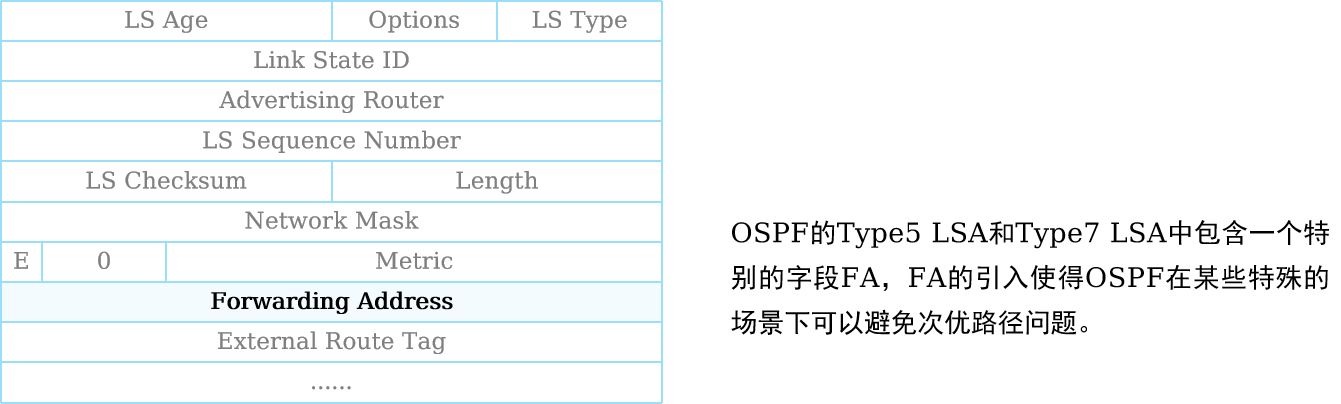 LS Age Options LS Type
Link State ID
Advertising Router
LS Sequence Number
LS Checksum Length
Network Mask
E 0 Metric
Forwarding Address
External Route Tag
......
OSPF的Type5 LSA和Type7 LSA中包含一个特
别的字段FA，FA的引入使得OSPF在某些特殊的
场景下可以避免次优路径问题。